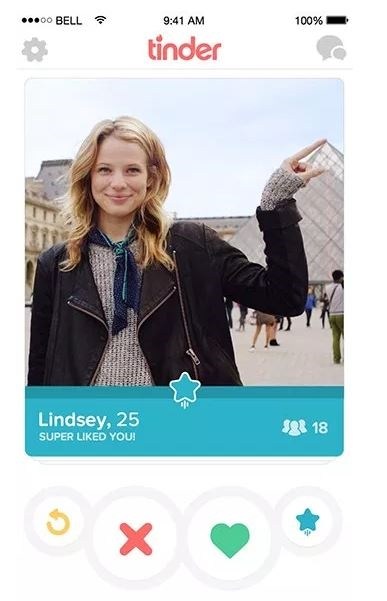 BELL 9:41 AM 100%
tinder
Lindsey, 25
SUPER LIKED YOU!
18